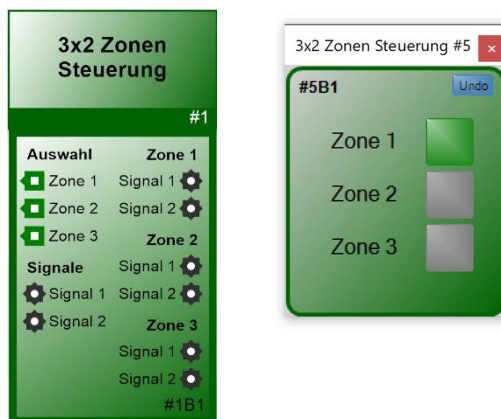 3x2 Zonen
Steuerung
#1
Auswahl
Zone 1
Zone 2
Zone 3
Signale
Signal 1
Signal 2
Zone 1
Signal 1
Signal 2
Zone 2
Signal 1
Signal 2
Zone 3
Signal 1
Signal 2
#1B1
3x2 Zonen Steuerung #5 x
#5B1 Undo
Zone 1
Zone 2
Zone 3